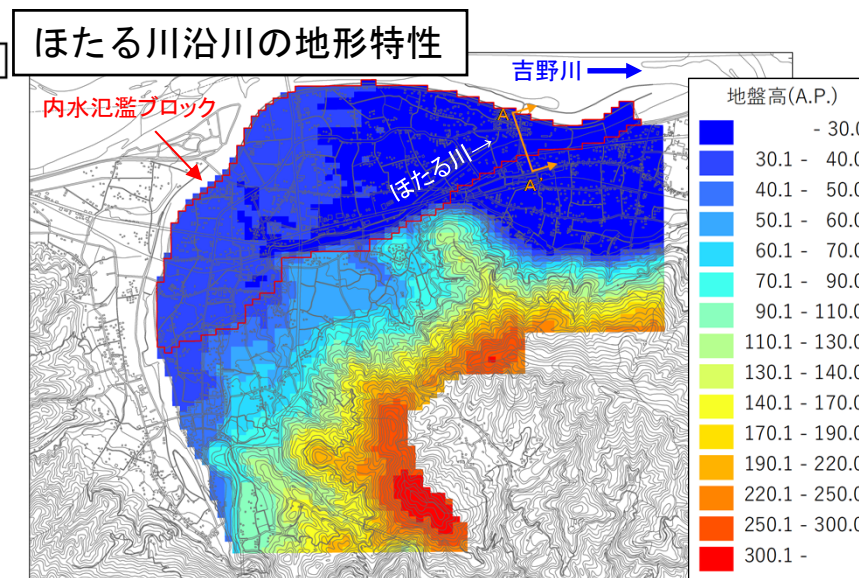 ほたる川沿川の地形特性
吉野川
内水氾濫ブロック
ほたる川→
A
A
地盤高(A.P.)
- 30.0
30.1 - 40.0
40.1 - 50.0
50.1 - 60.0
60.1 - 70.0
70.1 - 90.0
90.1 - 110.0
110.1 - 130.0
130.1 - 140.0
140.1 - 170.0
170.1 - 190.0
190.1 - 220.0
220.1 - 250.0
250.1 - 300.0
300.1 -